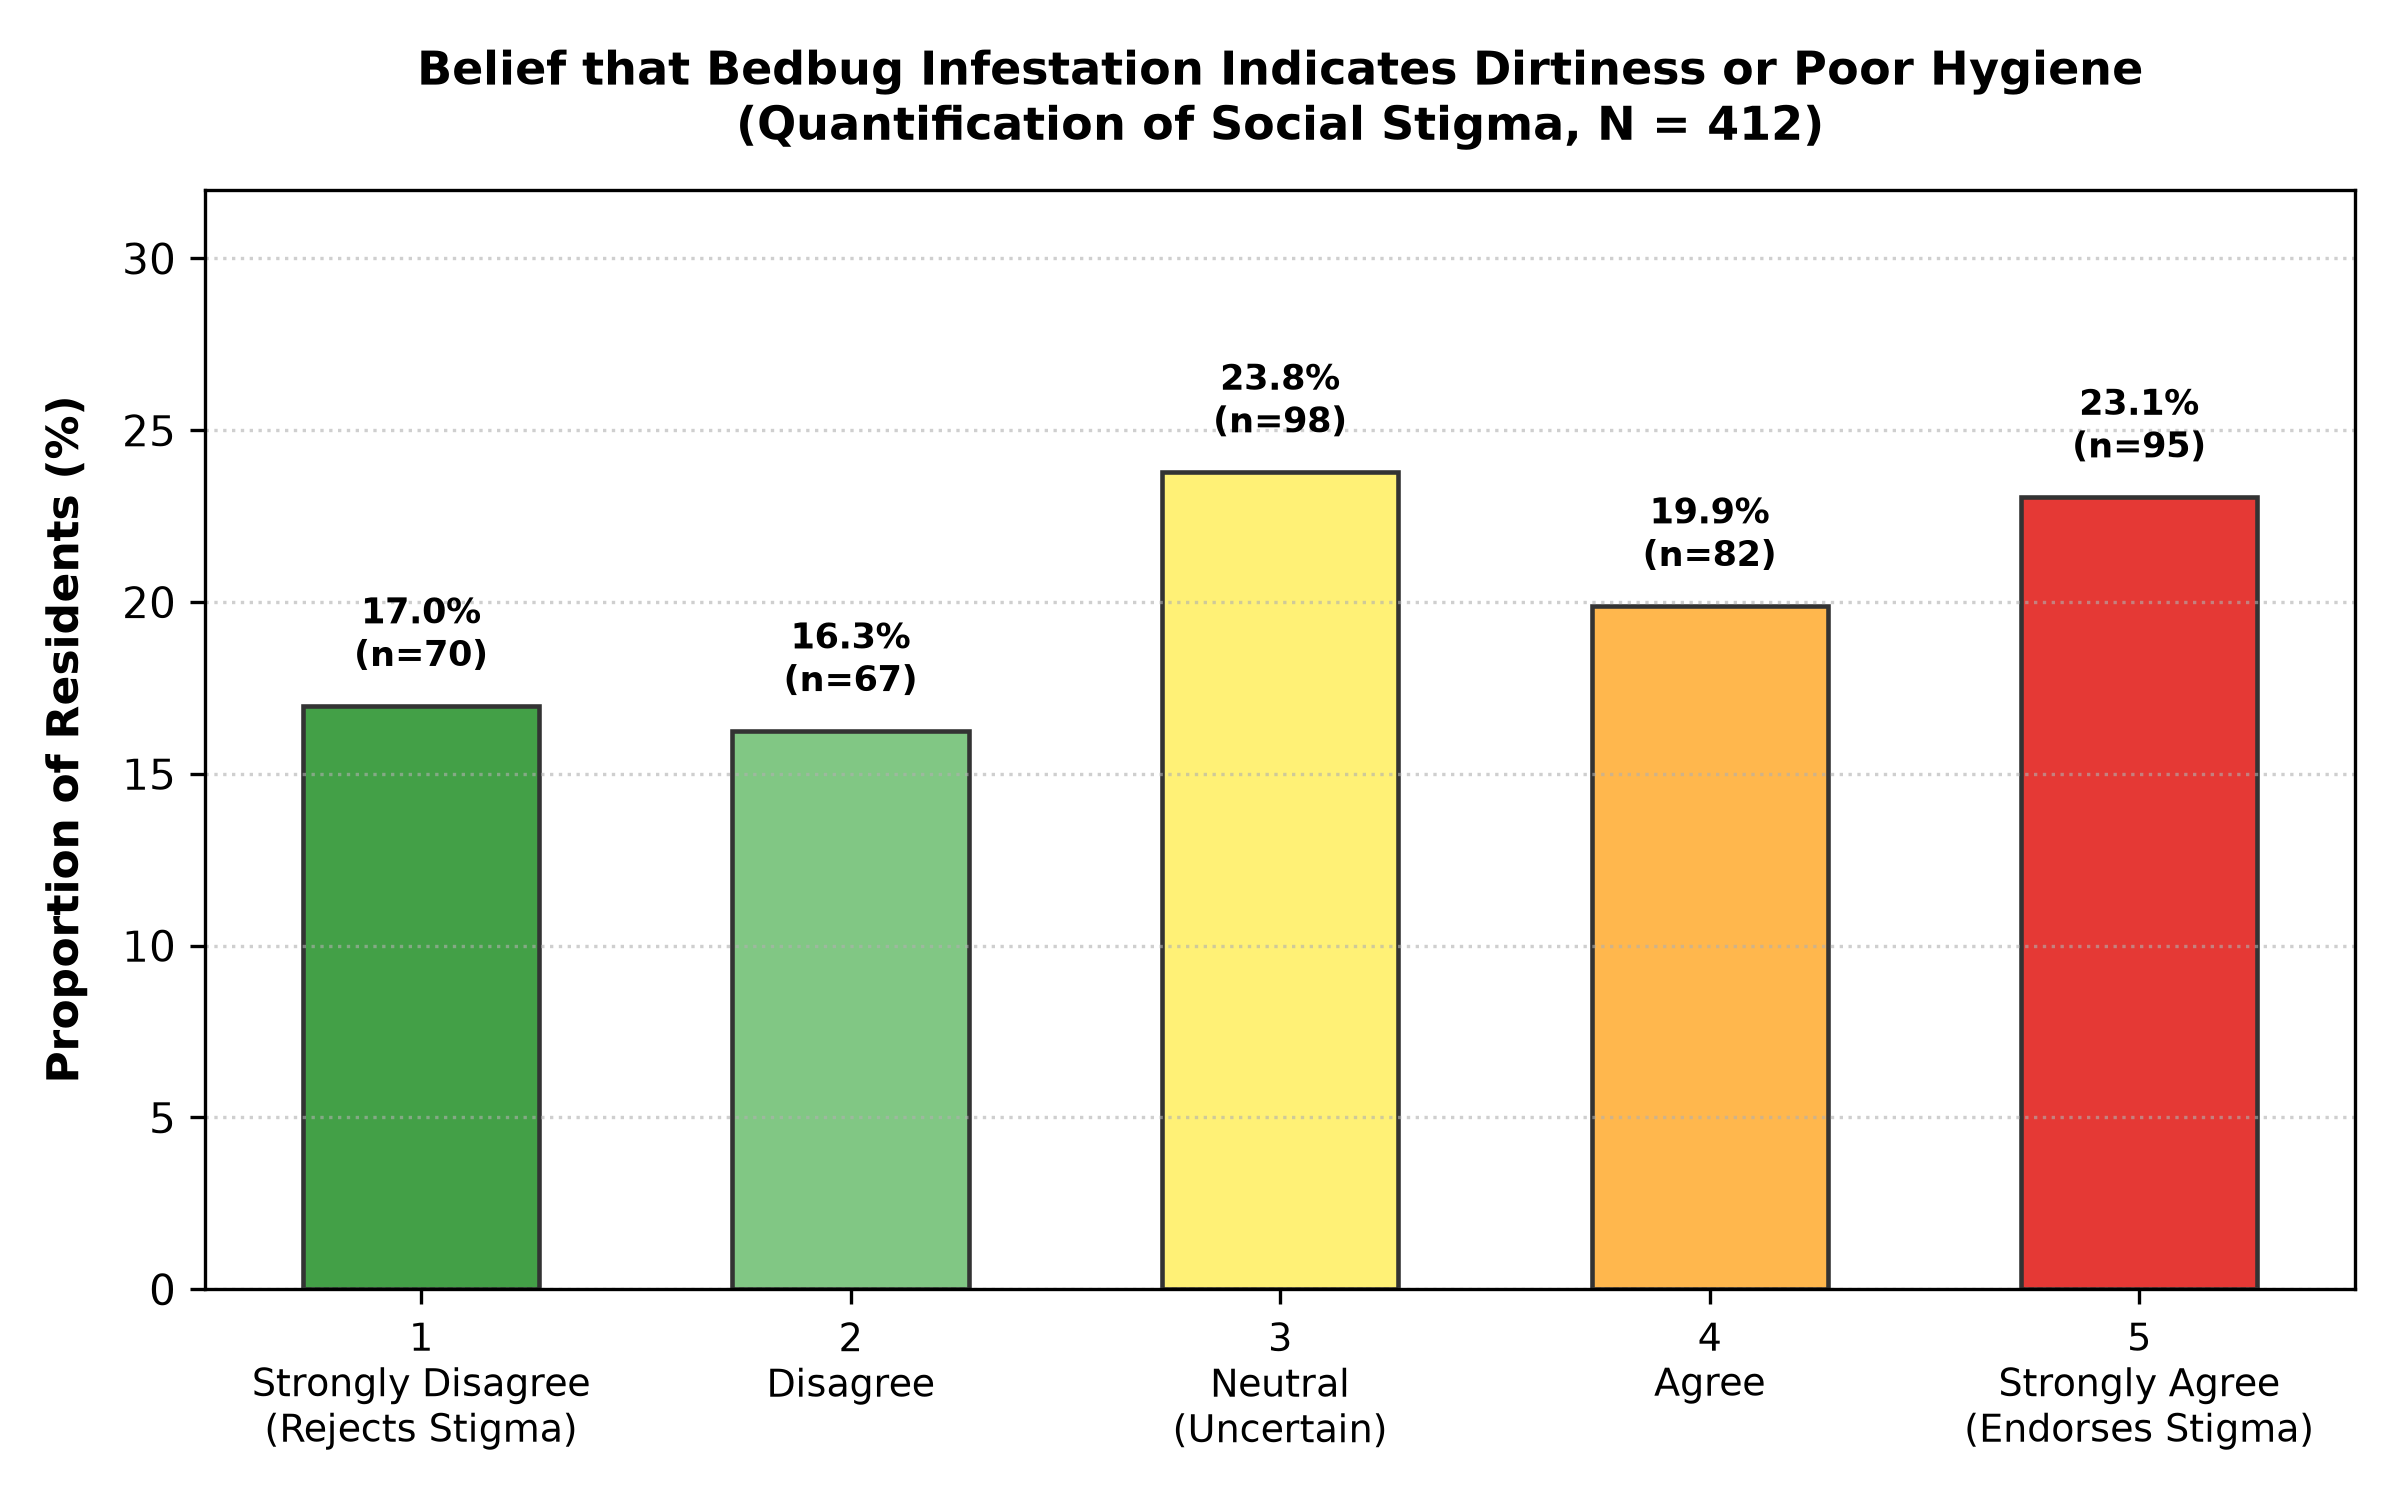 Belief that Bedbug Infestation Indicates Dirtiness or Poor Hygiene
(Quantification of Social Stigma, N = 412)
Proportion of Residents (%)
30
25
20
15
10
5
0
17.0%
(n=70)
16.3%
(n=67)
23.8%
(n=98)
19.9%
(n=82)
23.1%
(n=95)
1
Strongly Disagree
(Rejects Stigma)
2
Disagree
3
Neutral
(Uncertain)
4
Agree
5
Strongly Agree
(Endorses Stigma)